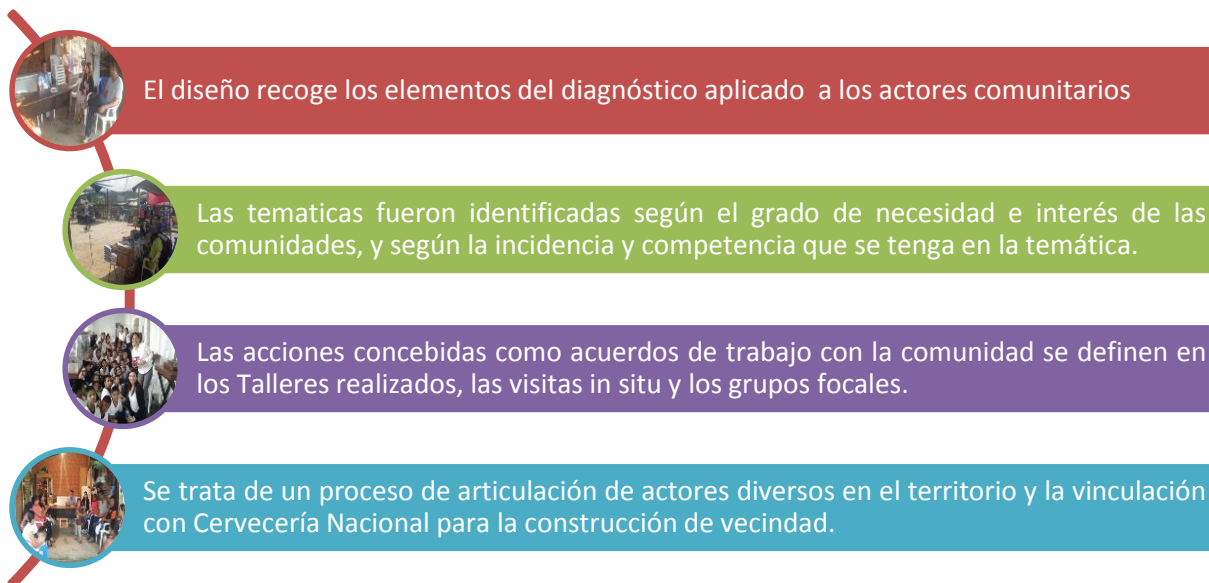 El diseño recoge los elementos del diagnóstico aplicado a los actores comunitarios
Las tematicas fueron identificadas según el grado de necesidad e interés de las
comunidades, y según la incidencia y competencia que se tenga en la temática.
Las acciones concebidas como acuerdos de trabajo con la comunidad se definen en
los Talleres realizados, las visitas in situ y los grupos focales.
Se trata de un proceso de articulación de actores diversos en el territorio y la vinculación
con Cervecería Nacional para la construcción de vecindad.